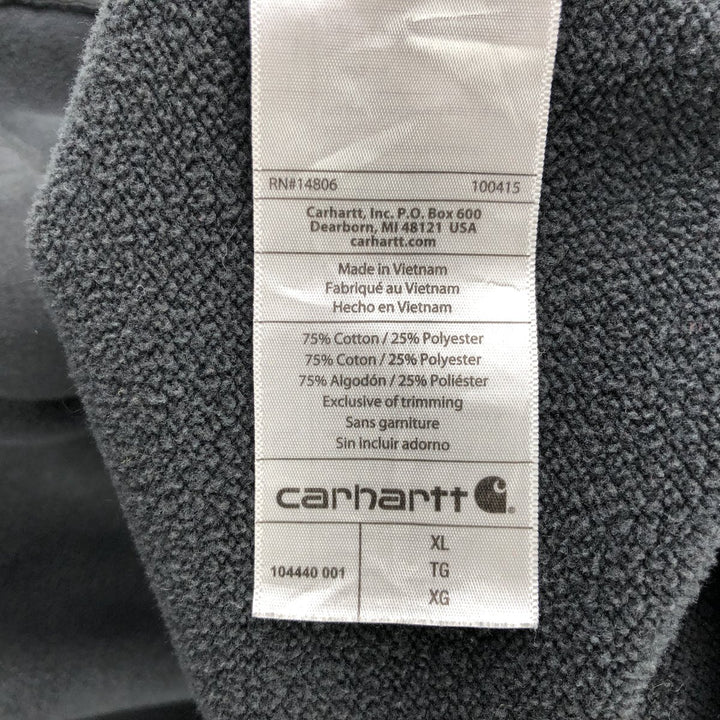 RN#14806 100415
Carhartt, Inc. P.O. Box 600
Dearborn, MI 48121 USA
carhartt.com
Made in Vietnam
Fabriqué au Vietnam
Hecho en Vietnam
75% Cotton / 25% Polyester
75% Coton / 25% Polyester
75% Algodón / 25% Poliéster
Exclusive of trimming
Sans garniture
Sin incluir adorno
carhartt
XL
104440 001 TG
XG